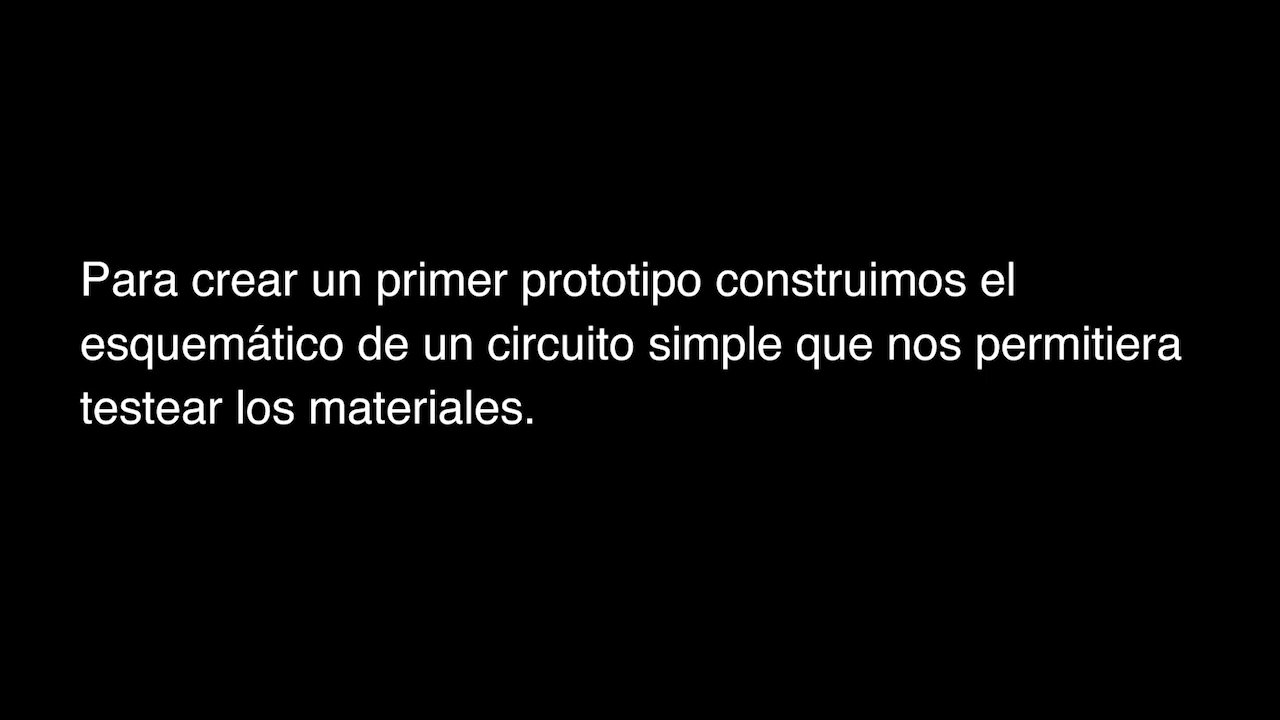 Para crear un primer prototipo construimos el
esquemático de un circuito simple que nos permitiera
testear los materiales.